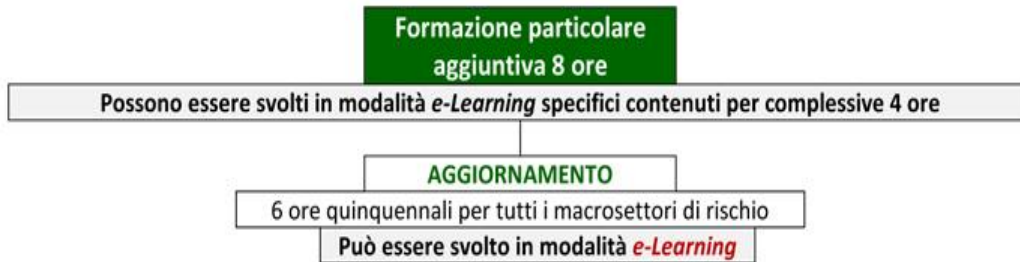 Formazione particolare
aggiuntiva 8 ore
Possono essere svolti in modalità e-Learning specifici contenuti per complessive 4 ore
AGGIORNAMENTO
6 ore quinquennali per tutti i macrosettori di rischio
Può essere svolto in modalità e-Learning